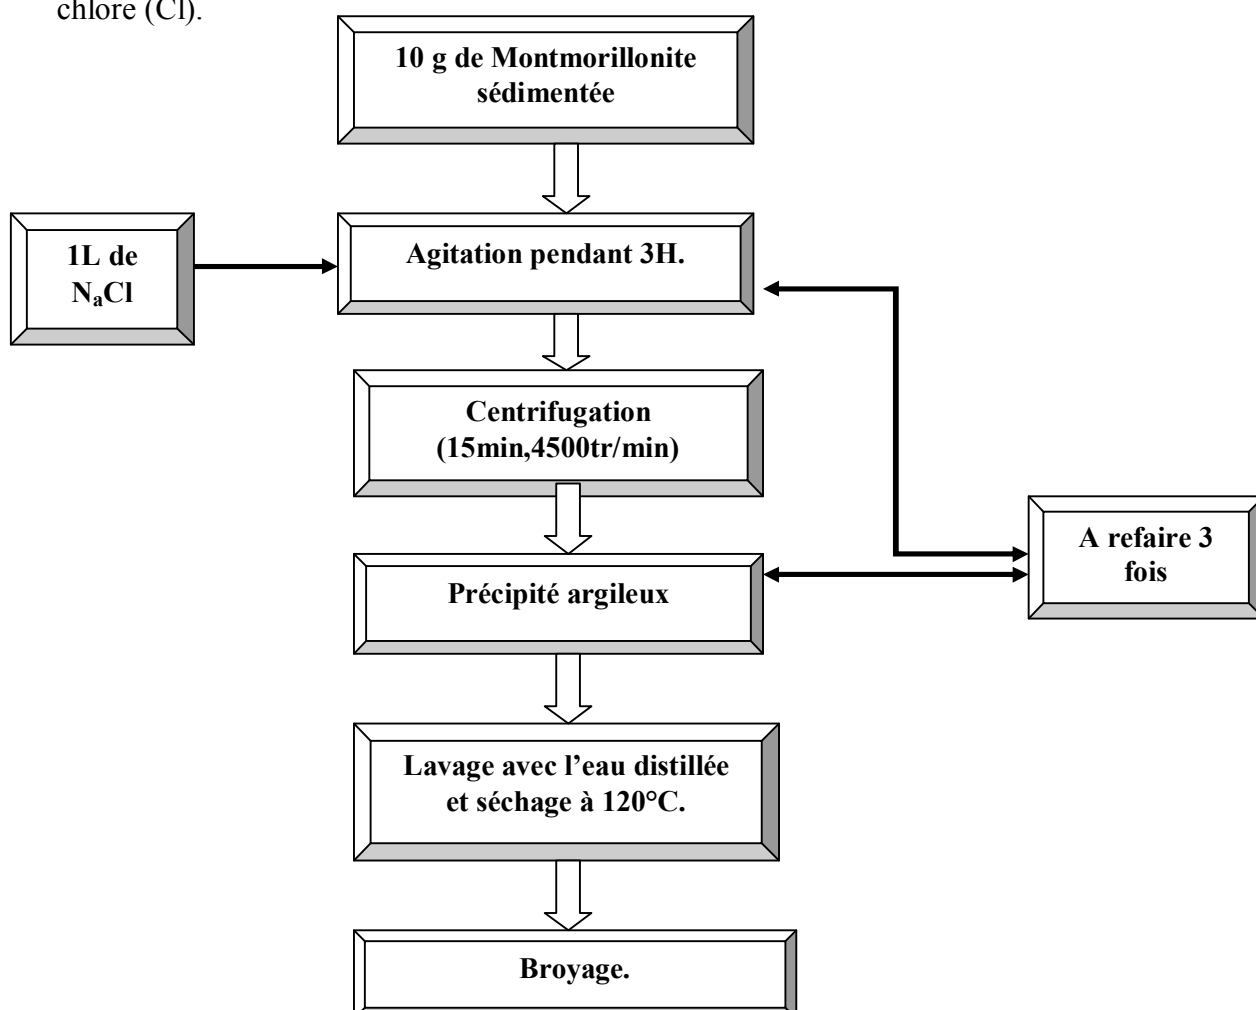 chlore (Cl).
10 g de Montmorillonite
sédimentée
1L de
NaCl
Agitation pendant 3H.
Centrifugation
(15min,4500tr/min)
A refaire 3
fois
Précipité argileux
Lavage avec l’eau distillée
et séchage à 120°C.
Broyage.